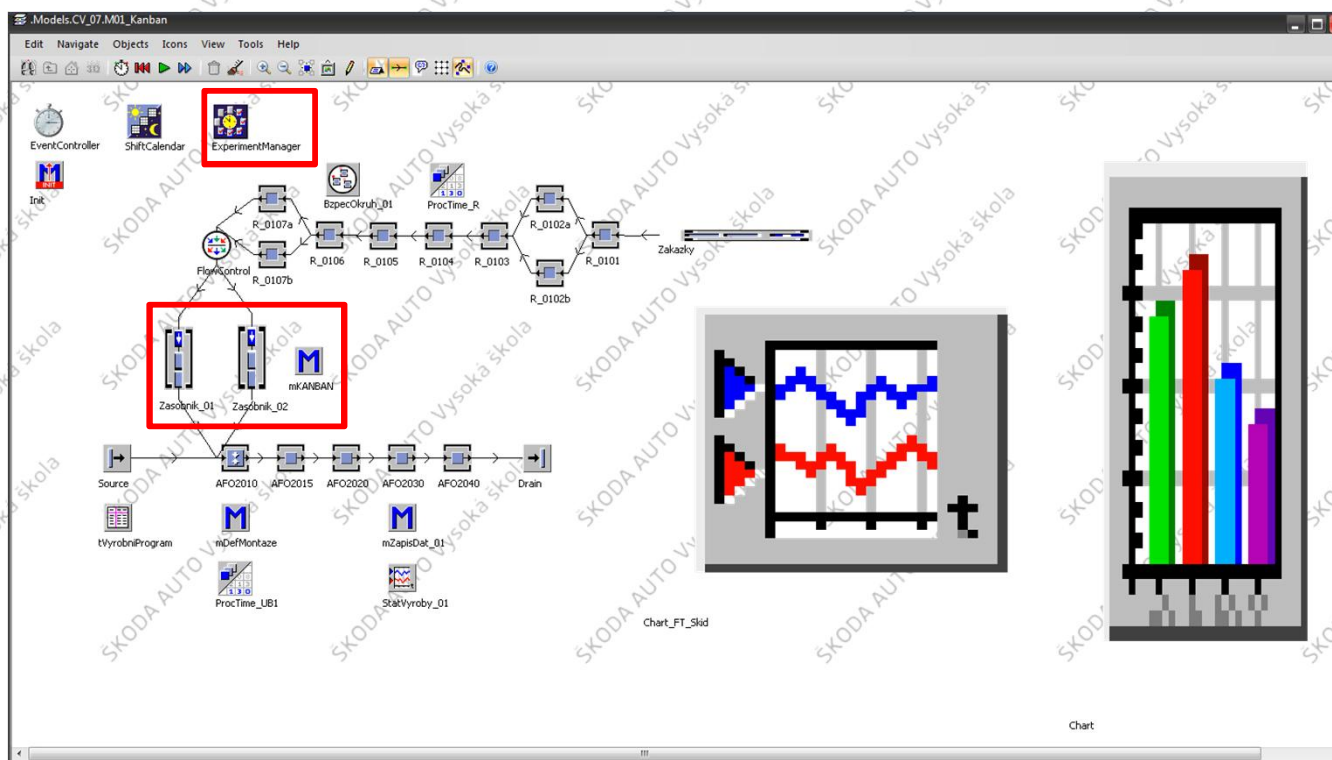 .Models.CV_07.M01_Kanban
Edit Navigate Objects Icons View Tools Help
EventController ShiftCalendar ExperimentManager
INIT
Init
BzpecOkruh_01 ProcTime_R
R_0107a R_0102a
R_0106 R_0105 R_0104 R_0103 R_0101 Zakazky
FlowControl R_0107b R_0102b
M
mKANBAN
Zasobnik_01 Zasobnik_02
Source AFO2010 AFO2015 AFO2020 AFO2030 AFO2040 Drain
M M
tVyrobniProgram mDefMontaze mZapisDat_01
ProcTime_UB1 StatVyroby_01
t
Chart_FT_Skid
Chart
ŠKODA AUTO Vysoká škola